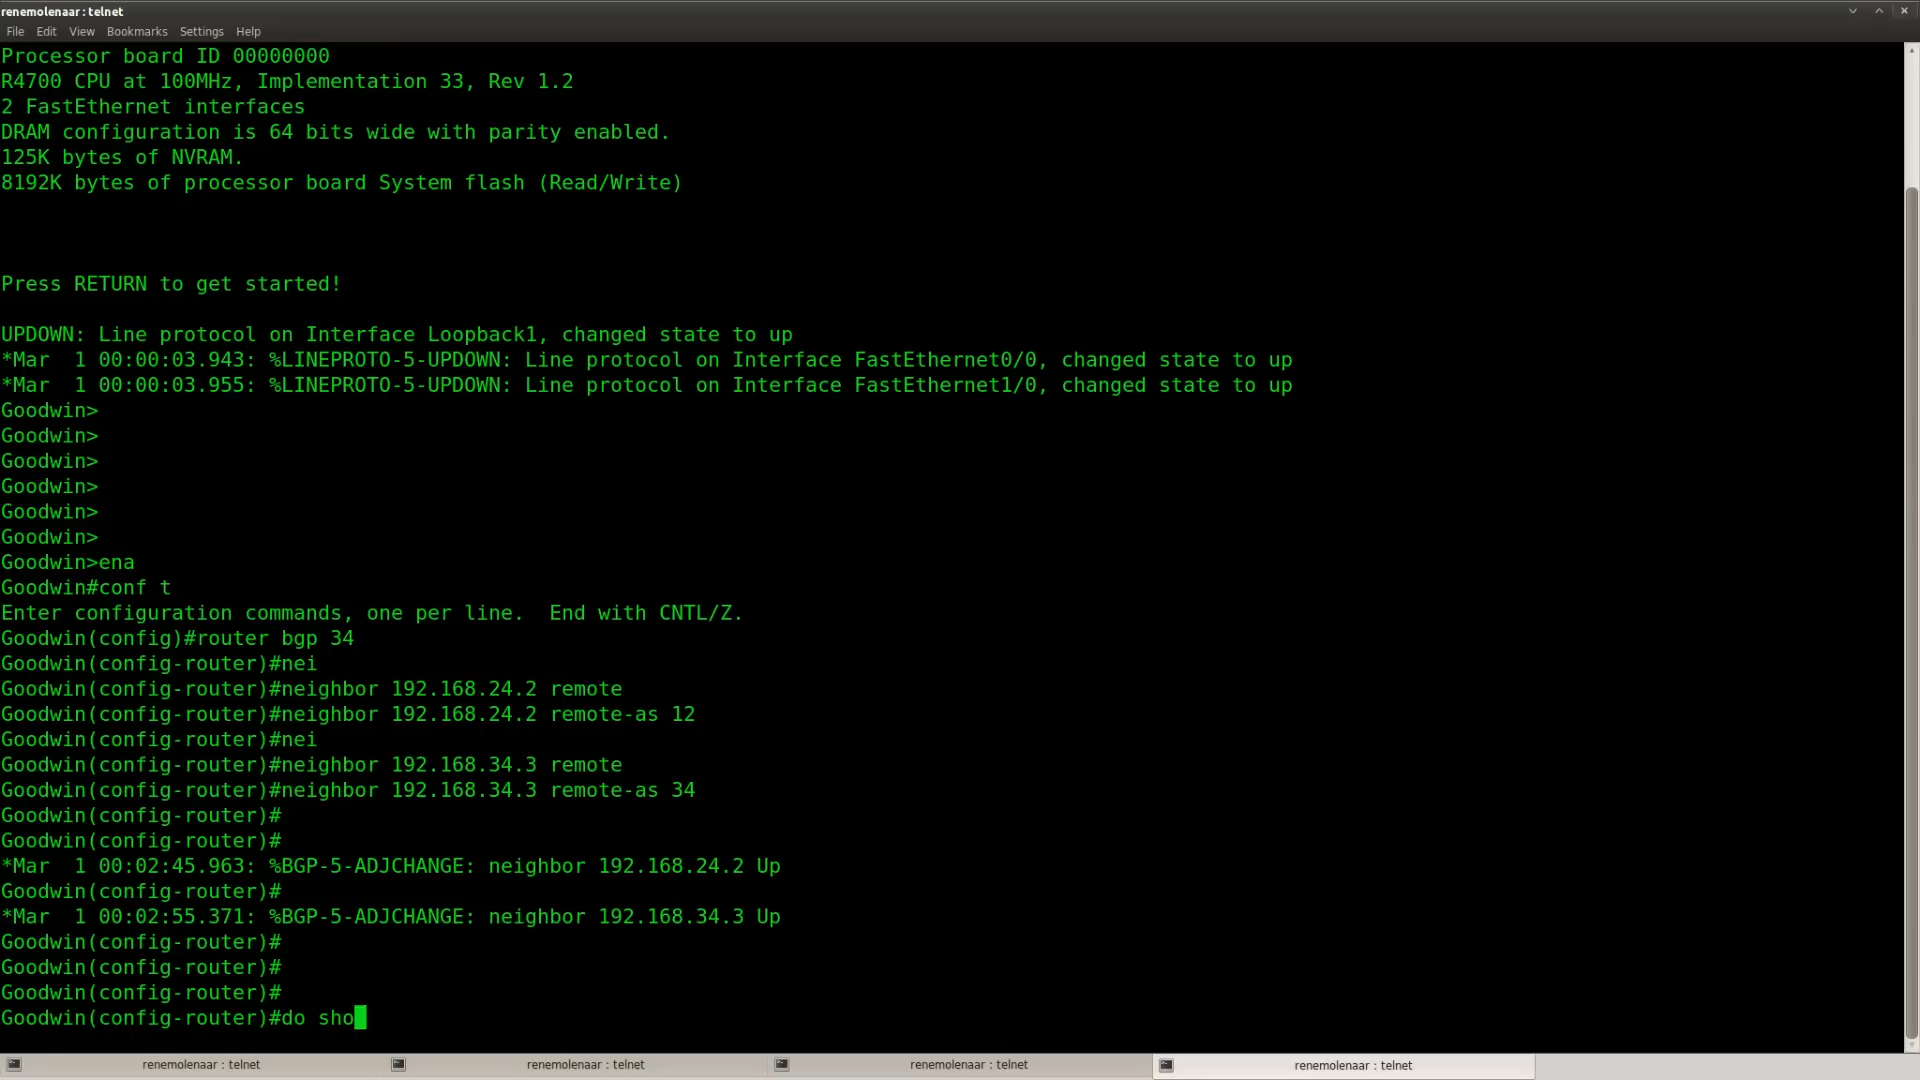 renemolenaar : telnet
File Edit View Bookmarks Settings Help
Processor board ID 00000000
R4700 CPU at 100MHz, Implementation 33, Rev 1.2
2 FastEthernet interfaces
DRAM configuration is 64 bits wide with parity enabled.
125K bytes of NVRAM.
8192K bytes of processor board System flash (Read/Write)
Press RETURN to get started!
UPDOWN: Line protocol on Interface Loopback1, changed state to up
*Mar  1 00:00:03.943: %LINEPROTO-5-UPDOWN: Line protocol on Interface FastEthernet0/0, changed state to up
*Mar  1 00:00:03.955: %LINEPROTO-5-UPDOWN: Line protocol on Interface FastEthernet1/0, changed state to up
Goodwin>
Goodwin>
Goodwin>
Goodwin>
Goodwin>
Goodwin>
Goodwin>ena
Goodwin#conf t
Enter configuration commands, one per line.  End with CNTL/Z.
Goodwin(config)#router bgp 34
Goodwin(config-router)#nei
Goodwin(config-router)#neighbor 192.168.24.2 remote
Goodwin(config-router)#neighbor 192.168.24.2 remote-as 12
Goodwin(config-router)#nei
Goodwin(config-router)#neighbor 192.168.34.3 remote
Goodwin(config-router)#neighbor 192.168.34.3 remote-as 34
Goodwin(config-router)#
Goodwin(config-router)#
*Mar  1 00:02:45.963: %BGP-5-ADJCHANGE: neighbor 192.168.24.2 Up
Goodwin(config-router)#
*Mar  1 00:02:55.371: %BGP-5-ADJCHANGE: neighbor 192.168.34.3 Up
Goodwin(config-router)#
Goodwin(config-router)#
Goodwin(config-router)#
Goodwin(config-router)#do sho
renemolenaar : telnet renemolenaar : telnet renemolenaar : telnet renemolenaar : telnet